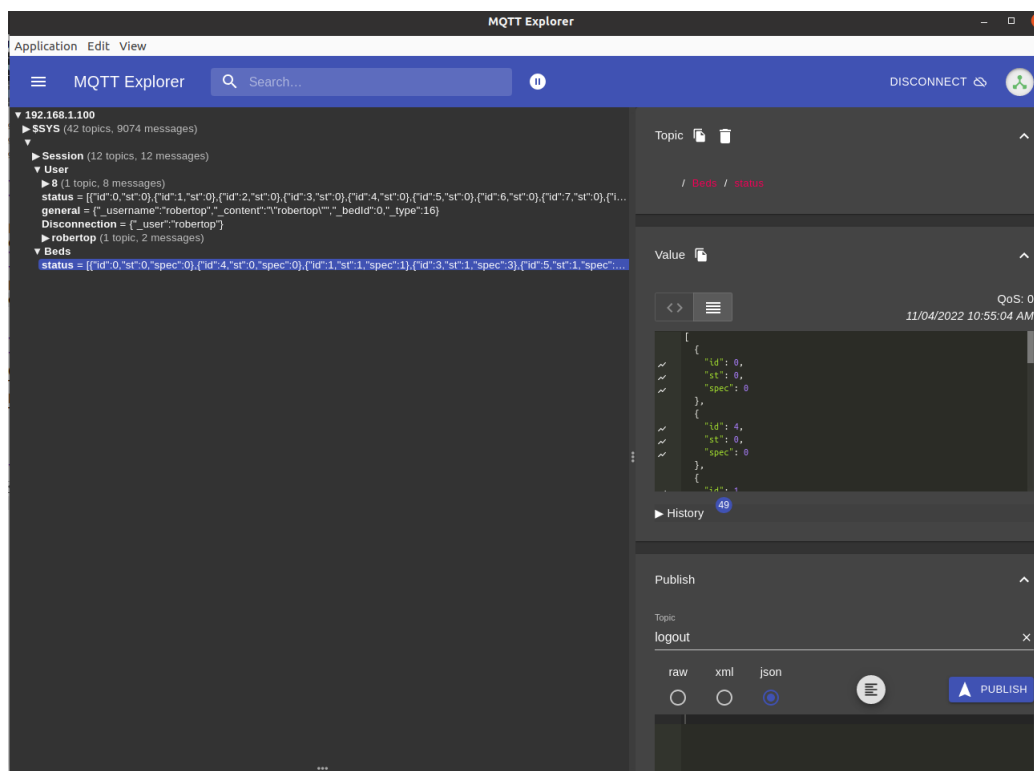 MQTT Explorer
Application Edit View
MQTT Explorer
Search...
DISCONNECT
▼ 192.168.1.100
▶ $SYS (42 topics, 9074 messages)
▼
▶ Session (12 topics, 12 messages)
▼ User
▶ 8 (1 topic, 8 messages)
status = [{"id":0,"st":0},{"id":1,"st":0},{"id":2,"st":0},{"id":3,"st":0},{"id":4,"st":0},{"id":5,"st":0},{"id":6,"st":0},{"id":7,"st":0},{"i...
general = {"_username":"robertop","_content":"\"robertop\"","_bedId":0,"_type":16}
Disconnection = {"_user":"robertop"}
▶ robertop (1 topic, 2 messages)
▼ Beds
status = [{"id":0,"st":0,"spec":0},{"id":4,"st":0,"spec":0},{"id":1,"st":1,"spec":1},{"id":3,"st":1,"spec":3},{"id":5,"st":1,"spec":...
Topic
/ Beds / status
Value
QoS: 0
11/04/2022 10:55:04 AM
[
{
"id": 0,
"st": 0,
"spec": 0
},
{
"id": 4,
"st": 0,
"spec": 0
},
{
"id": 1
▶ History 49
Publish
Topic
logout
raw xml json
PUBLISH